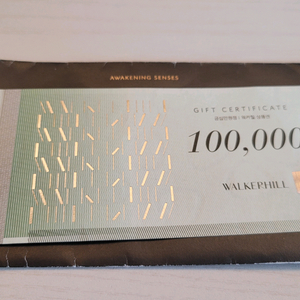 AWAKENING SENSES
GIFT CERTIFICATE
100,000
WALKERHILL